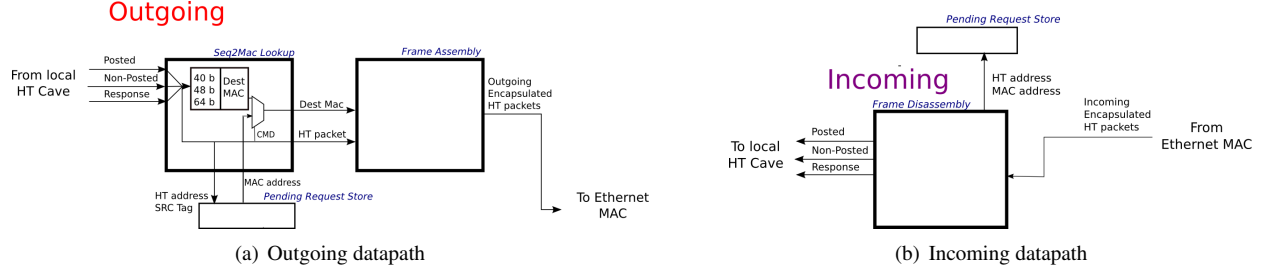 Outgoing
Seq2Mac Lookup
Frame Assembly
From local
HT Cave
Posted
Non-Posted
Response
40 b
48 b
64 b
Dest
MAC
Dest Mac
CMD
HT packet
Outgoing
Encapsulated
HT packets
HT address
SRC Tag
MAC address
Pending Request Store
To Ethernet
MAC
(a) Outgoing datapath
Pending Request Store
Incoming
HT address
MAC address
Frame Disassembly
To local
HT Cave
Posted
Non-Posted
Response
Incoming
Encapsulated
HT packets
From
Ethernet MAC
(b) Incoming datapath